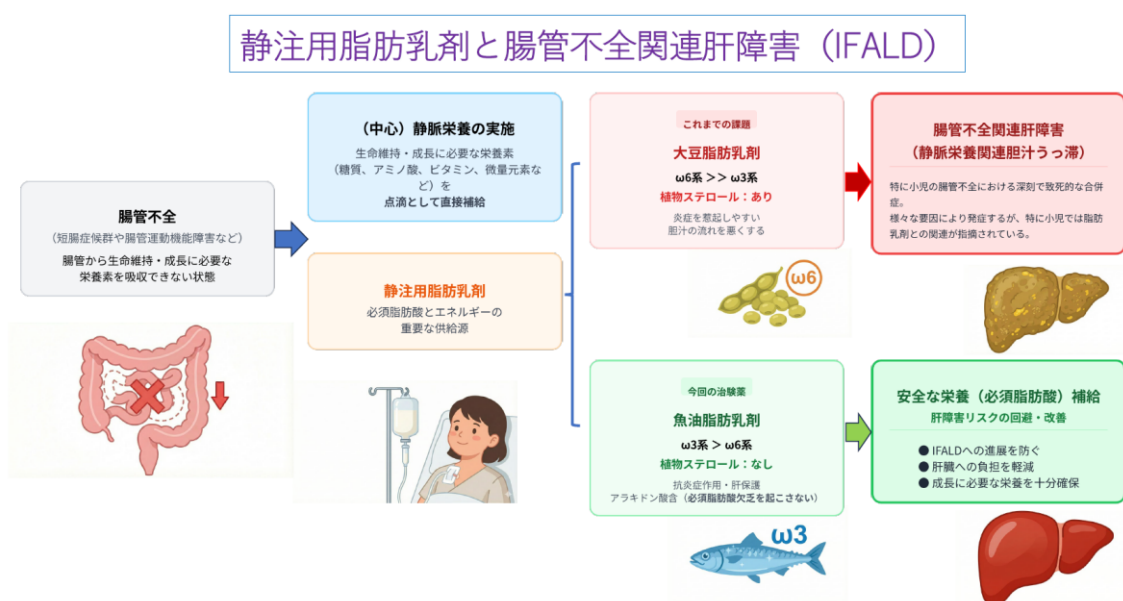 静注用脂肪乳剤と腸管不全関連肝障害（IFALD）
腸管不全
（短腸症候群や腸管運動機能障害など）
腸管から生命維持・成長に必要な
栄養素を吸収できない状態
（中心）静脈栄養の実施
生命維持・成長に必要な栄養素
（糖質、アミノ酸、ビタミン、微量元素な
ど）を
点滴として直接補給
静注用脂肪乳剤
必須脂肪酸とエネルギーの
重要な供給源
これまでの課題
大豆脂肪乳剤
ω6系 >> ω3系
植物ステロール：あり
炎症を惹起しやすい
胆汁の流れを悪くする
ω6
腸管不全関連肝障害
（静脈栄養関連胆汁うっ滞）
特に小児の腸管不全における深刻で致死的な合併
症。
様々な要因により発症するが、特に小児では脂肪
乳剤との関連が指摘されている。
今回の治験薬
魚油脂肪乳剤
ω3系 > ω6系
植物ステロール：なし
抗炎症作用・肝保護
アラキドン酸含（必須脂肪酸欠乏を起こさない）
ω3
安全な栄養（必須脂肪酸）補給
肝障害リスクの回避・改善
● IFALDへの進展を防ぐ
● 肝臓への負担を軽減
● 成長に必要な栄養を十分確保